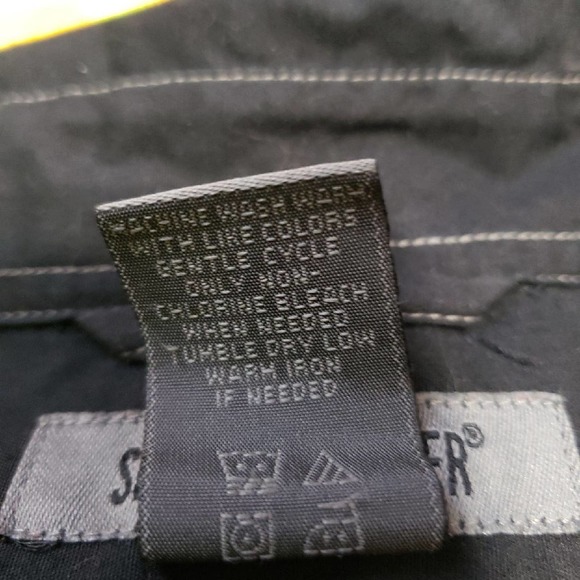 MACHINE WASH WARM
WITH LIKE COLORS
GENTLE CYCLE
ONLY NON-
CHLORINE BLEACH
WHEN NEEDED
TUMBLE DRY LOW
WARM IRON
IF NEEDED